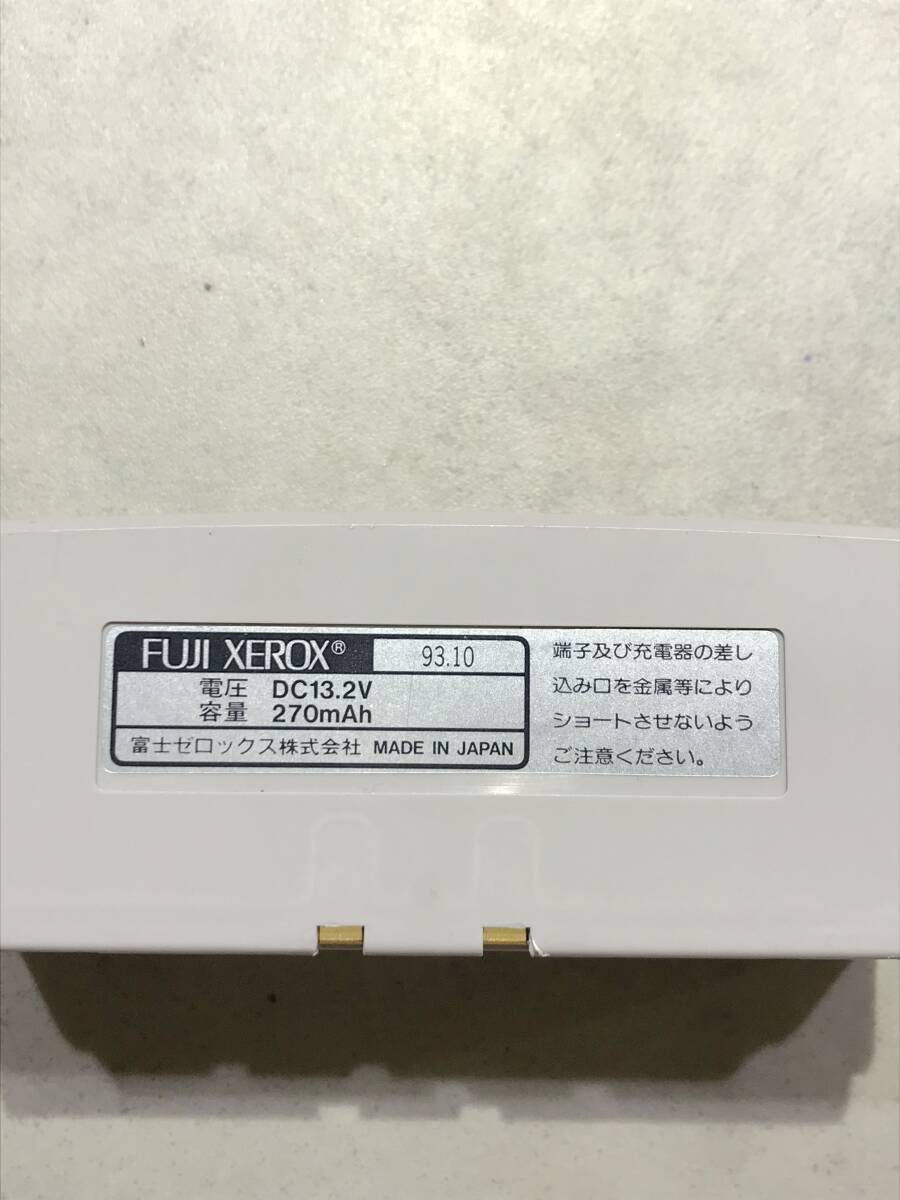 FUJI XEROX® 93.10
電圧 DC13.2V
容量 270mAh
富士ゼロックス株式会社 MADE IN JAPAN
端子及び充電器の差し
込み口を金属等により
ショートさせないよう
ご注意ください。